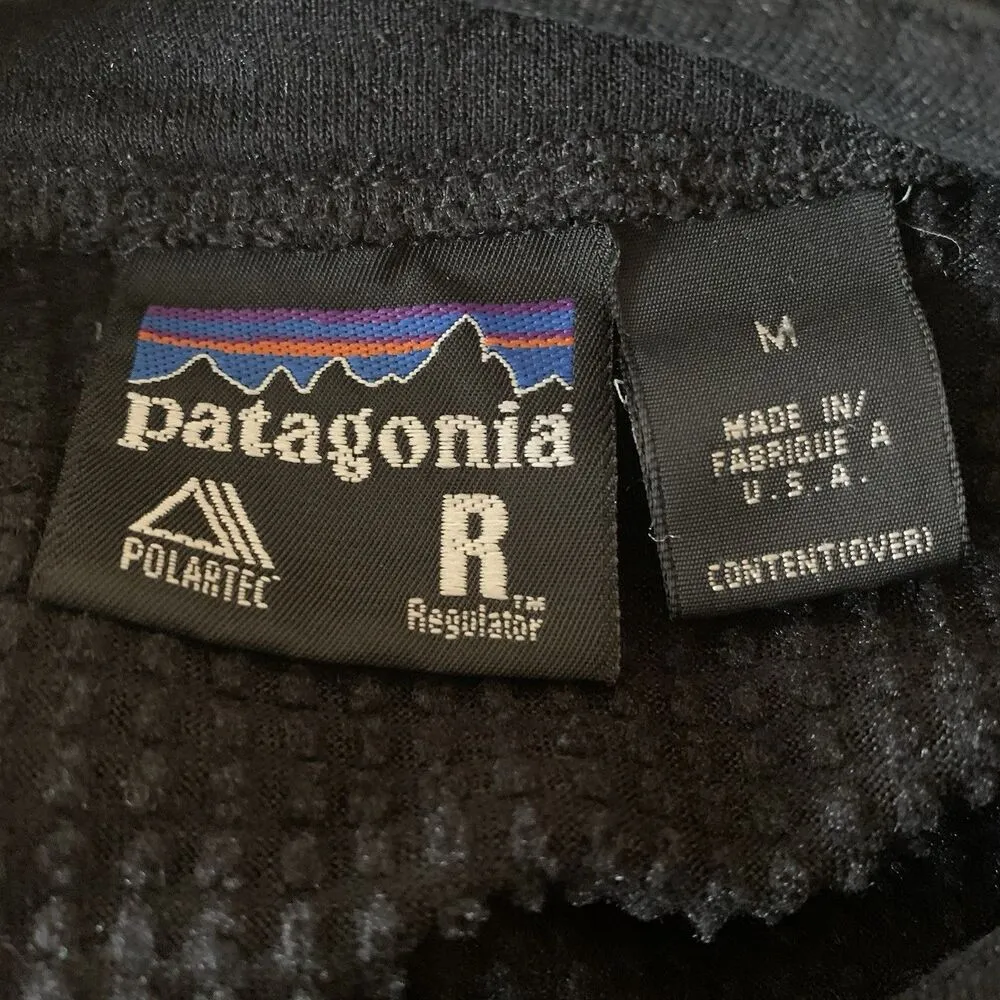 patagonia
POLARTEC
R
Regulator™
M
MADE IN/
FABRIQUE A
U.S.A.
CONTENT(OVER)